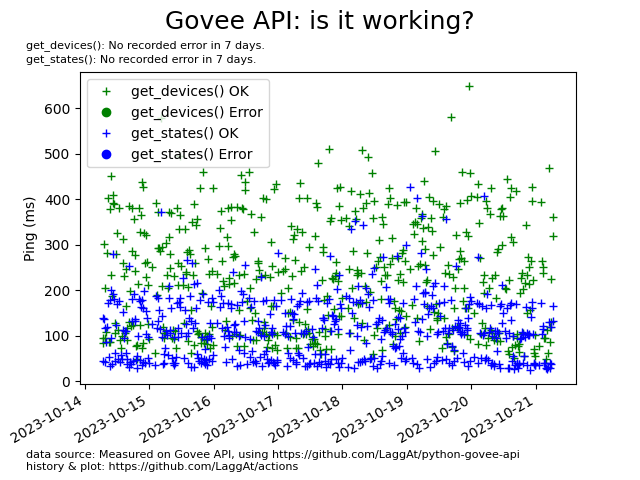 Govee API: is it working?
get_devices(): No recorded error in 7 days.
get_states(): No recorded error in 7 days.
get_devices() OK
get_devices() Error
get_states() OK
get_states() Error
Ping (ms)
600
500
400
300
200
100
0
2023-10-14
2023-10-15
2023-10-16
2023-10-17
2023-10-18
2023-10-19
2023-10-20
2023-10-21
data source: Measured on Govee API, using https://github.com/LaggAt/python-govee-api
history & plot: https://github.com/LaggAt/actions